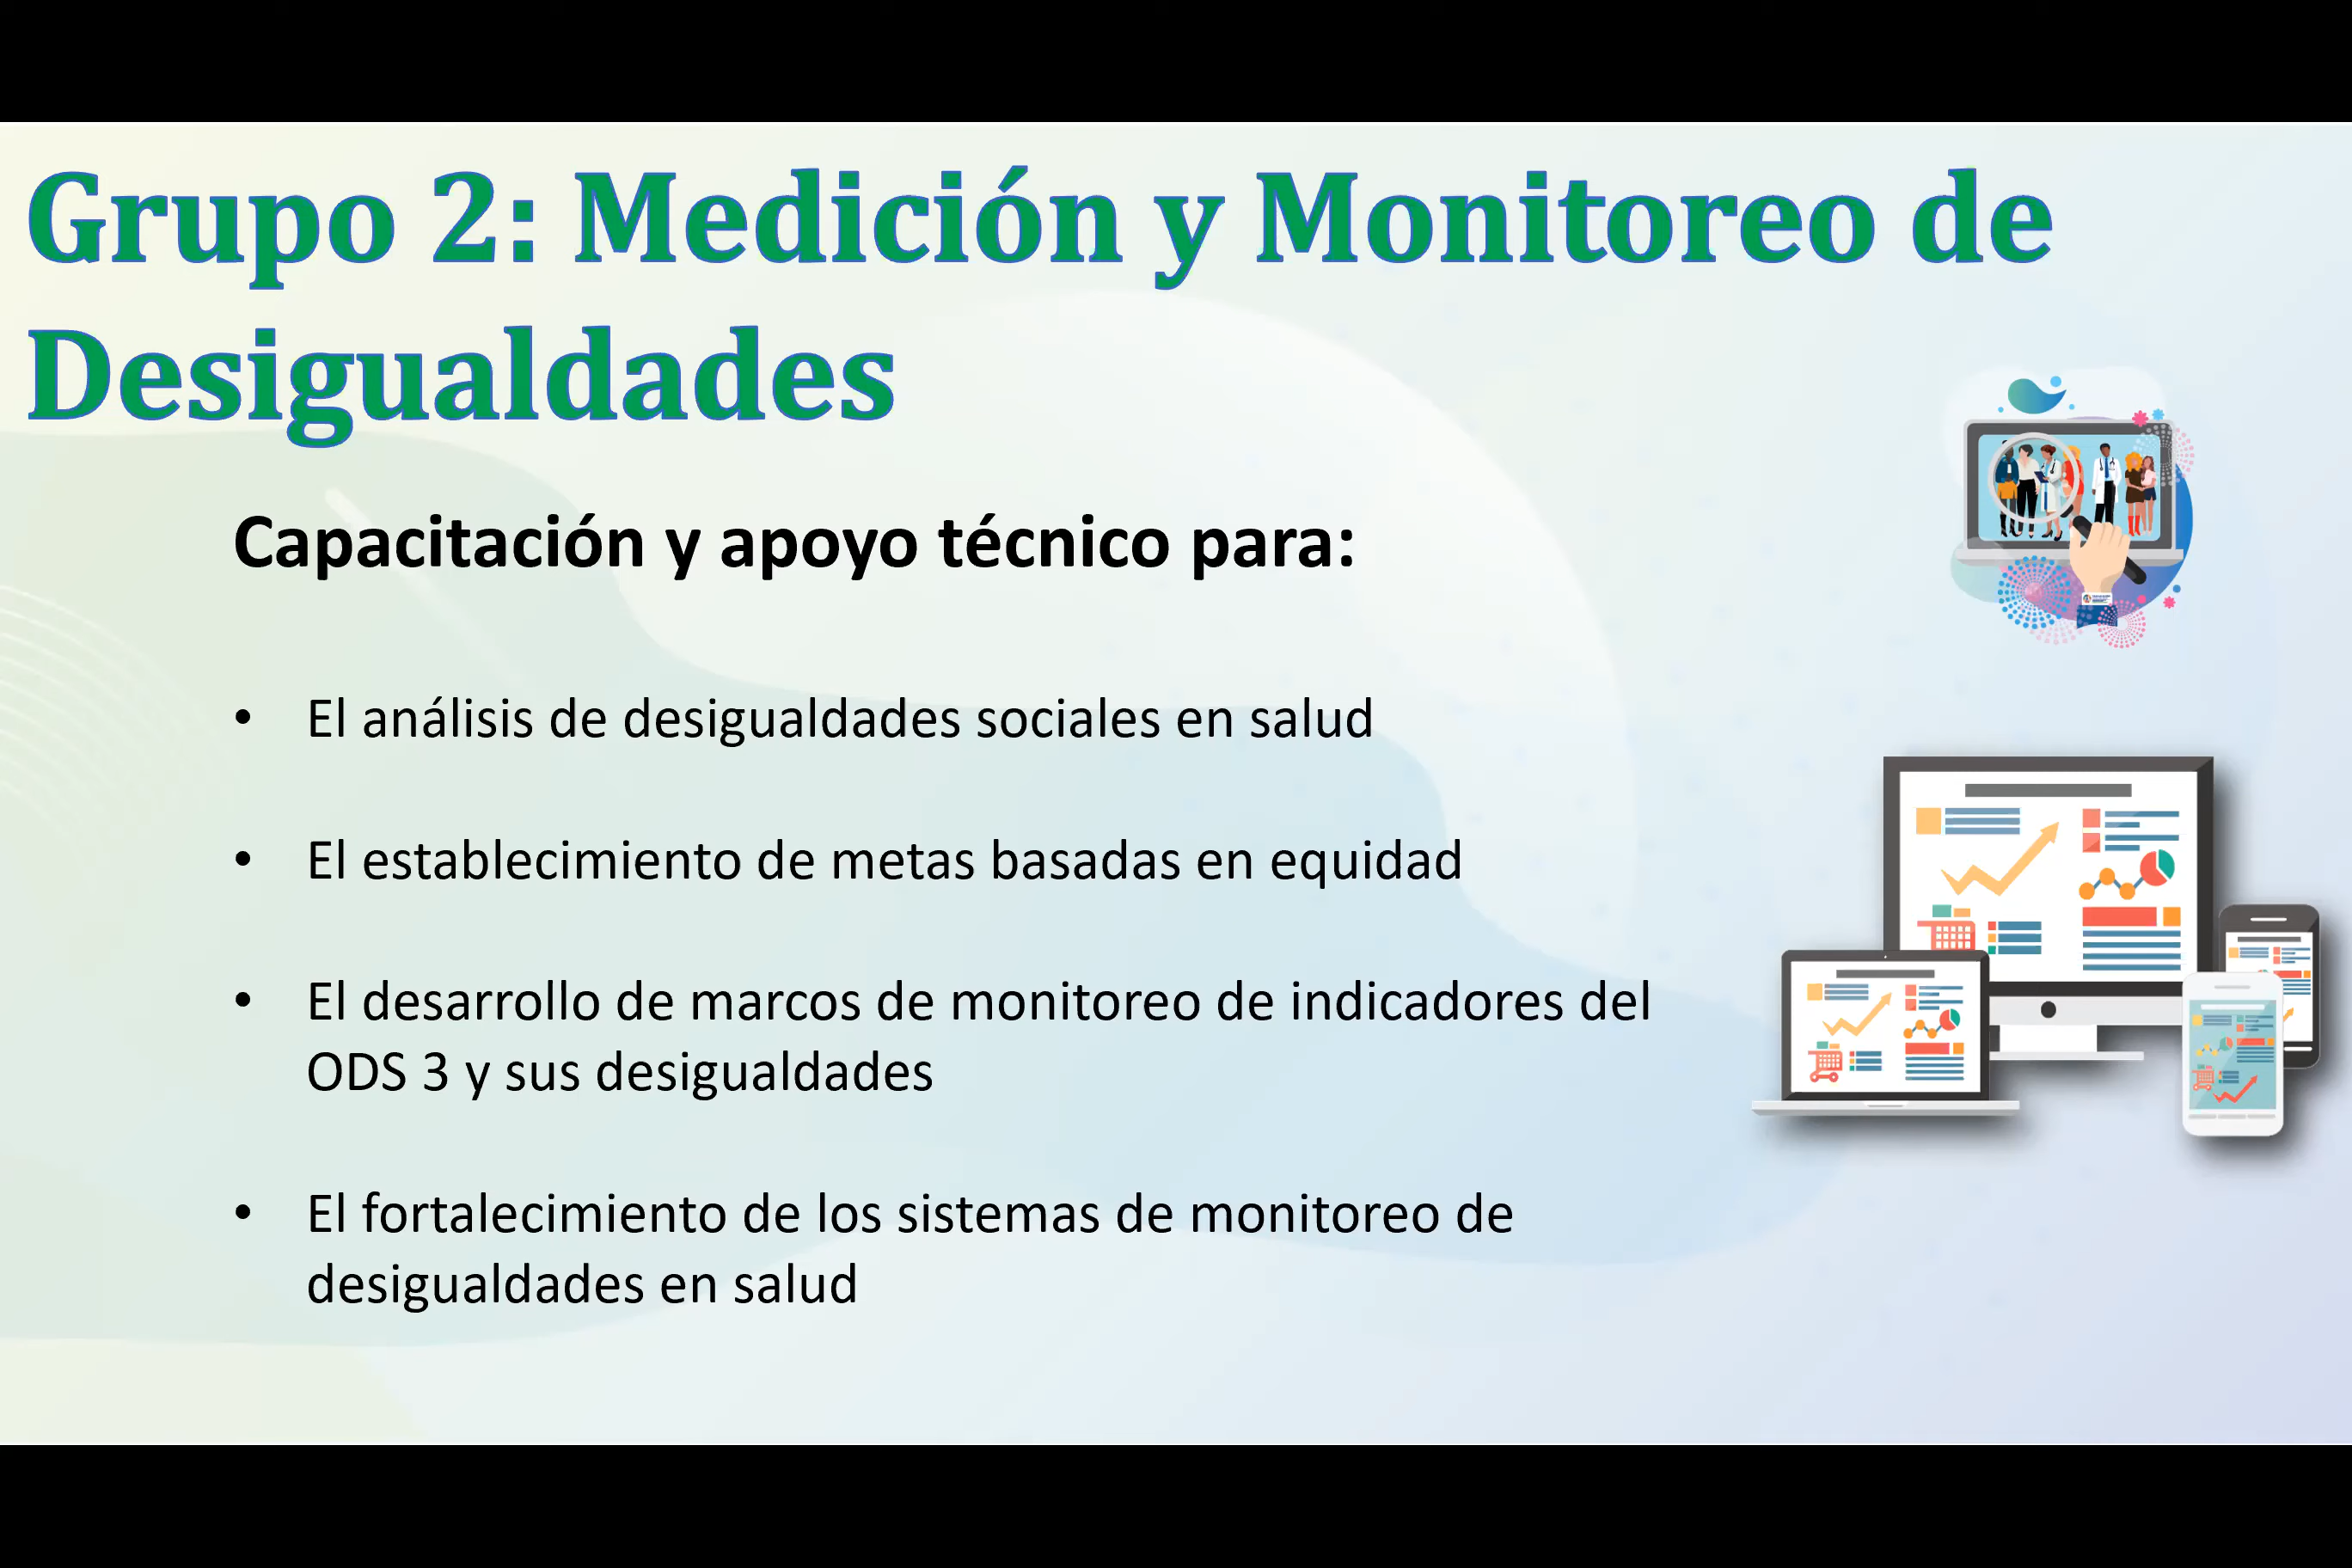 Grupo 2: Medición y Monitoreo de
Desigualdades
Capacitación y apoyo técnico para:
• El análisis de desigualdades sociales en salud
• El establecimiento de metas basadas en equidad
• El desarrollo de marcos de monitoreo de indicadores del
ODS 3 y sus desigualdades
• El fortalecimiento de los sistemas de monitoreo de
desigualdades en salud